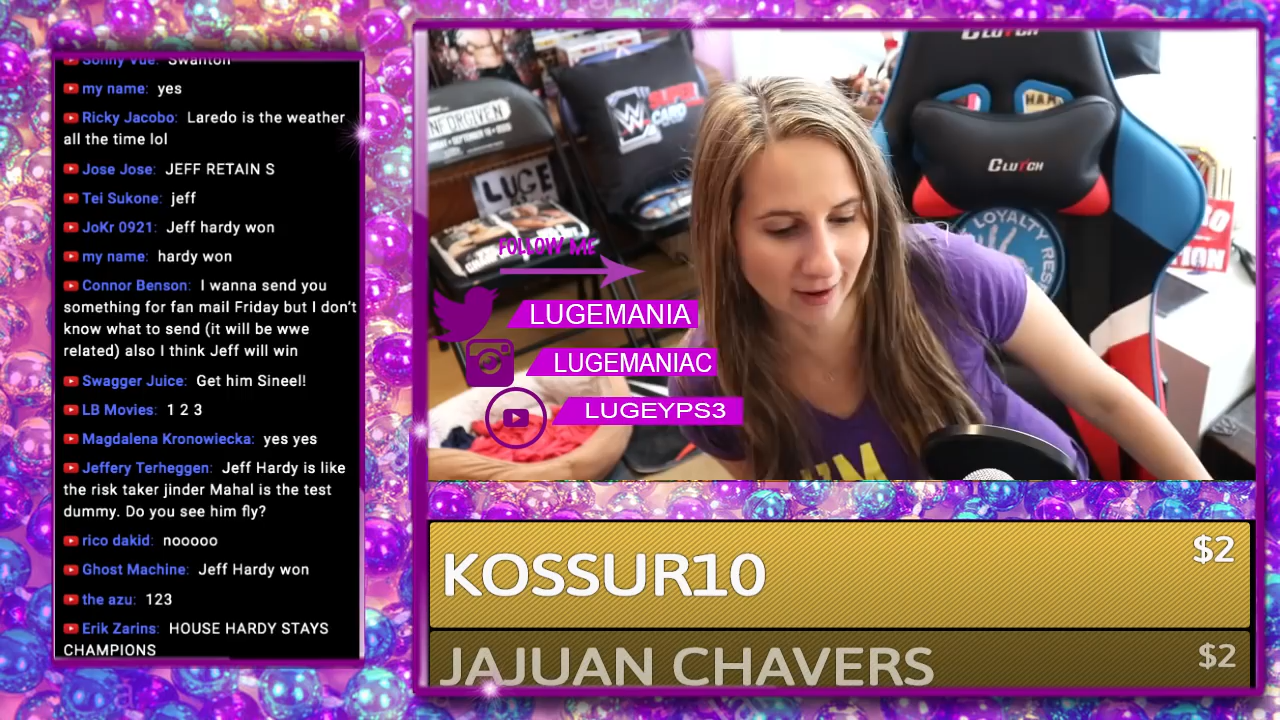 Sonny Vue: Swanton
my name: yes
Ricky Jacobo: Laredo is the weather
all the time lol
Jose Jose: JEFF RETAIN S
Tei Sukone: jeff
JoKr 0921: Jeff hardy won
my name: hardy won
Connor Benson: I wanna send you
something for fan mail Friday but I don't
know what to send (it will be wwe
related) also I think Jeff will win
Swagger Juice: Get him Sineel!
LB Movies: 1 2 3
Magdalena Kronowiecka: yes yes
Jeffery Terheggen: Jeff Hardy is like
the risk taker jinder Mahal is the test
dummy. Do you see him fly?
rico dakid: nooooo
Ghost Machine: Jeff Hardy won
the azu: 123
Erik Zarins: HOUSE HARDY STAYS
CHAMPIONS
CLUTCH
NFORGIVEN
LUGE
CLUTCH
LOYALTY
FOLLOW ME
LUGEMANIA
LUGEMANIAC
LUGEYPS3
KOSSUR10
$2
JAJUAN CHAVERS
$2